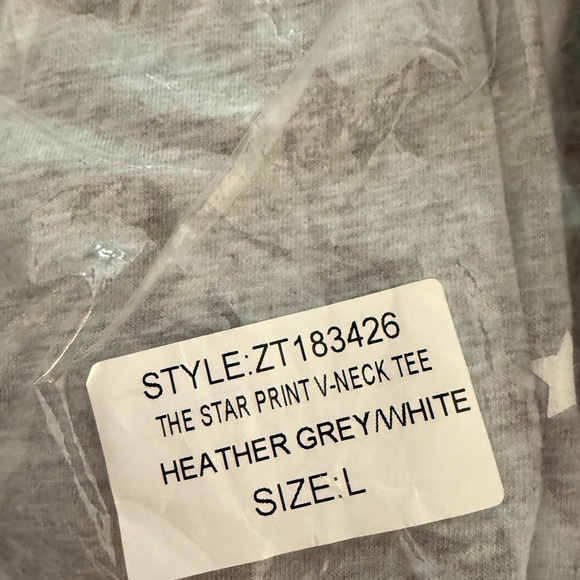 STYLE:ZT183426
THE STAR PRINT V-NECK TEE
HEATHER GREY/WHITE
SIZE:L